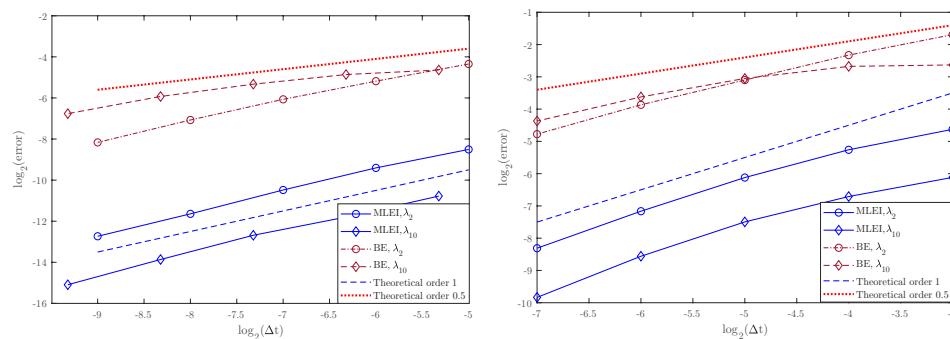 -2
-4
-6
-8
-10
-12
-14
-16
log2(error)
-9
-8.5
-8
-7.5
-7
-6.5
-6
-5.5
-5
log2(Δt)
MLEI,λ2
MLEI,λ10
BE, λ2
BE, λ10
Theoretical order 1
Theoretical order 0.5
-1
-2
-3
-4
-5
-6
-7
-8
-9
-10
log2(error)
-7
-6.5
-6
-5.5
-5
-4.5
-4
-3.5
log2(Δt)
MLEI,λ2
MLEI,λ10
BE, λ2
BE, λ10
Theoretical order 1
Theoretical order 0.5